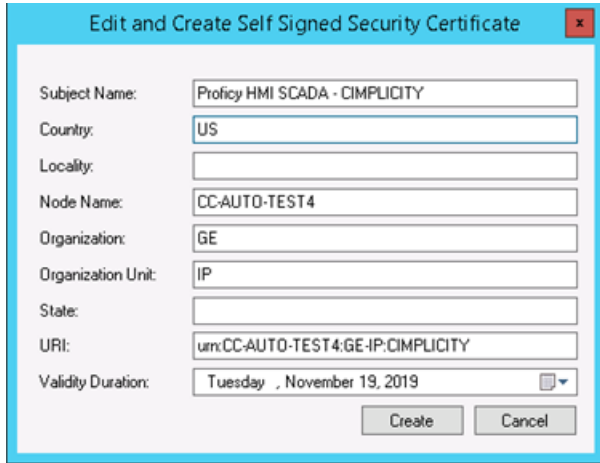 Edit and Create Self Signed Security Certificate
x
Subject Name: Proficy HMI SCADA - CIMPLICITY
Country: US
Locality:
Node Name: CC-AUTO-TEST4
Organization: GE
Organization Unit: IP
State:
URI: urn:CC-AUTO-TEST4:GE-IP:CIMPLICITY
Validity Duration: Tuesday , November 19, 2019
Create Cancel